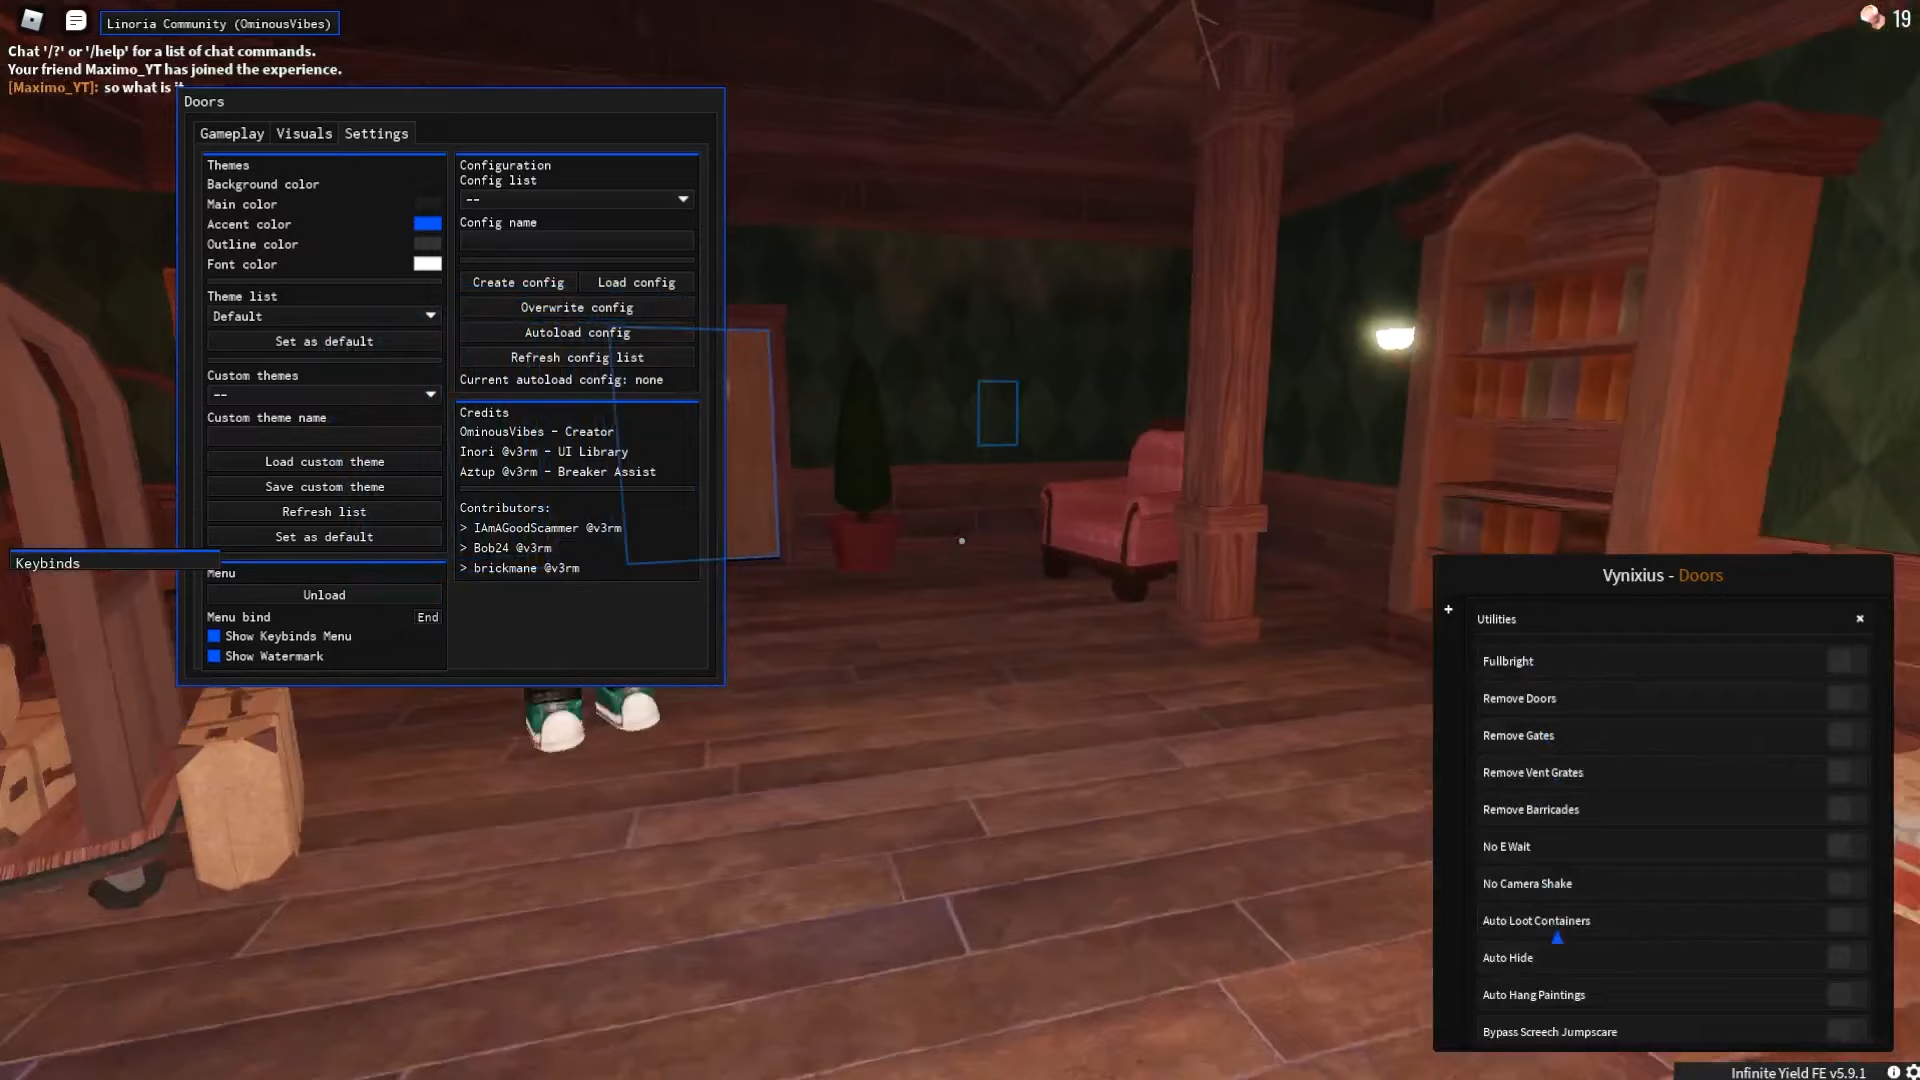 Linoria Community (OminousVibes)
19
Chat '/?' or '/help' for a list of chat commands.
Your friend Maximo_YT has joined the experience.
[Maximo_YT]: so what is it
Doors
Gameplay Visuals Settings
Themes
Background color
Main color
Accent color
Outline color
Font color
Theme list
Default
Set as default
Custom themes
--
Custom theme name
Load custom theme
Save custom theme
Refresh list
Set as default
Keybinds
Menu
Unload
Menu bind End
Show Keybinds Menu
Show Watermark
Configuration
Config list
--
Config name
Create config Load config
Overwrite config
Autoload config
Refresh config list
Current autoload config: none
Credits
OminousVibes - Creator
Inori @v3rm - UI Library
Aztup @v3rm - Breaker Assist
Contributors:
> IAmAGoodScammer @v3rm
> Bob24 @v3rm
> brickmane @v3rm
Vynixius - Doors
Utilities
Fullbright
Remove Doors
Remove Gates
Remove Vent Grates
Remove Barricades
No E Wait
No Camera Shake
Auto Loot Containers
Auto Hide
Auto Hang Paintings
Bypass Screech Jumpscare
Infinite Yield FE v5.9.1